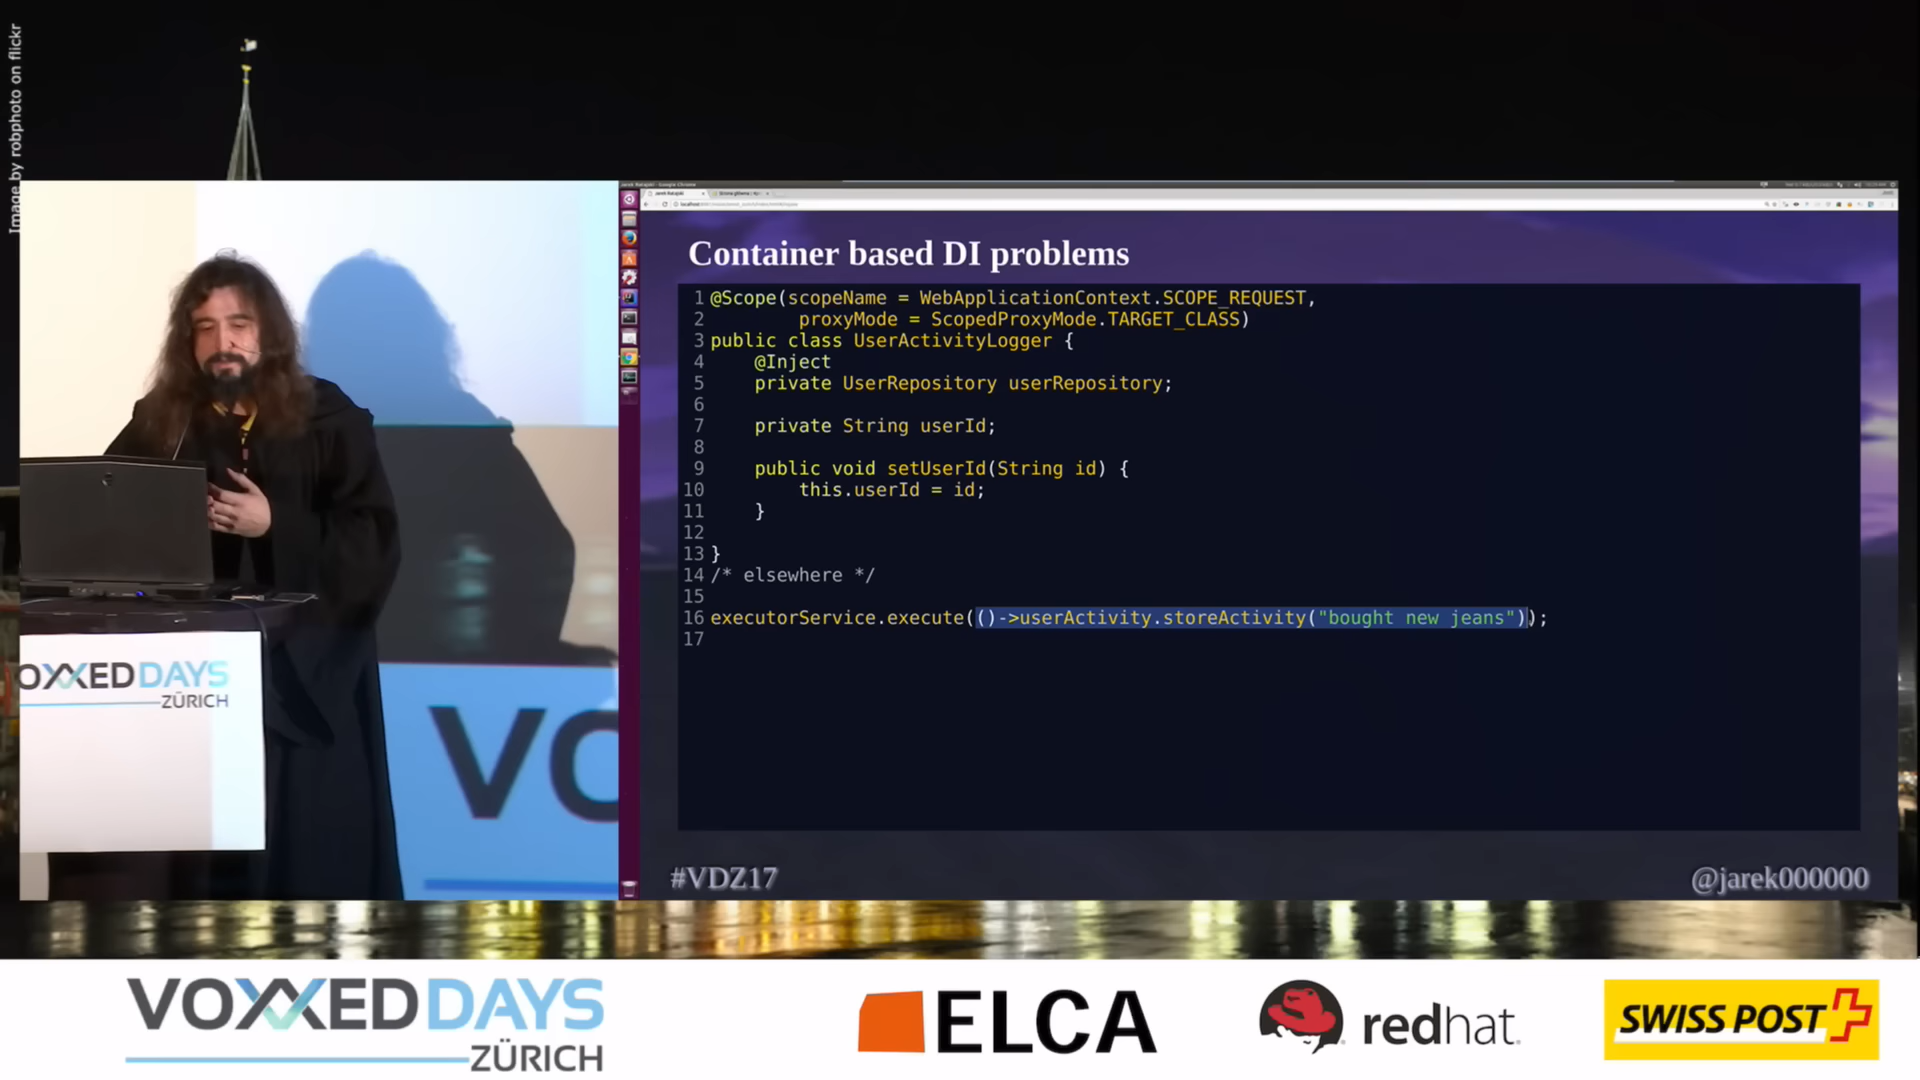 Image by robphoto on flickr
Container based DI problems
1 @Scope(scopeName = WebApplicationContext.SCOPE_REQUEST,
2 proxyMode = ScopedProxyMode.TARGET_CLASS)
3 public class UserActivityLogger {
4 @Inject
5 private UserRepository userRepository;
6
7 private String userId;
8
9 public void setUserId(String id) {
10 this.userId = id;
11 }
12
13 }
14 /* elsewhere */
15
16 executorService.execute(()->userActivity.storeActivity("bought new jeans"));
17
#VDZ17
@jarek000000
VOXXED DAYS
ZÜRICH
VO
VOXXED DAYS
ZÜRICH
ELCA
redhat.
SWISS POST